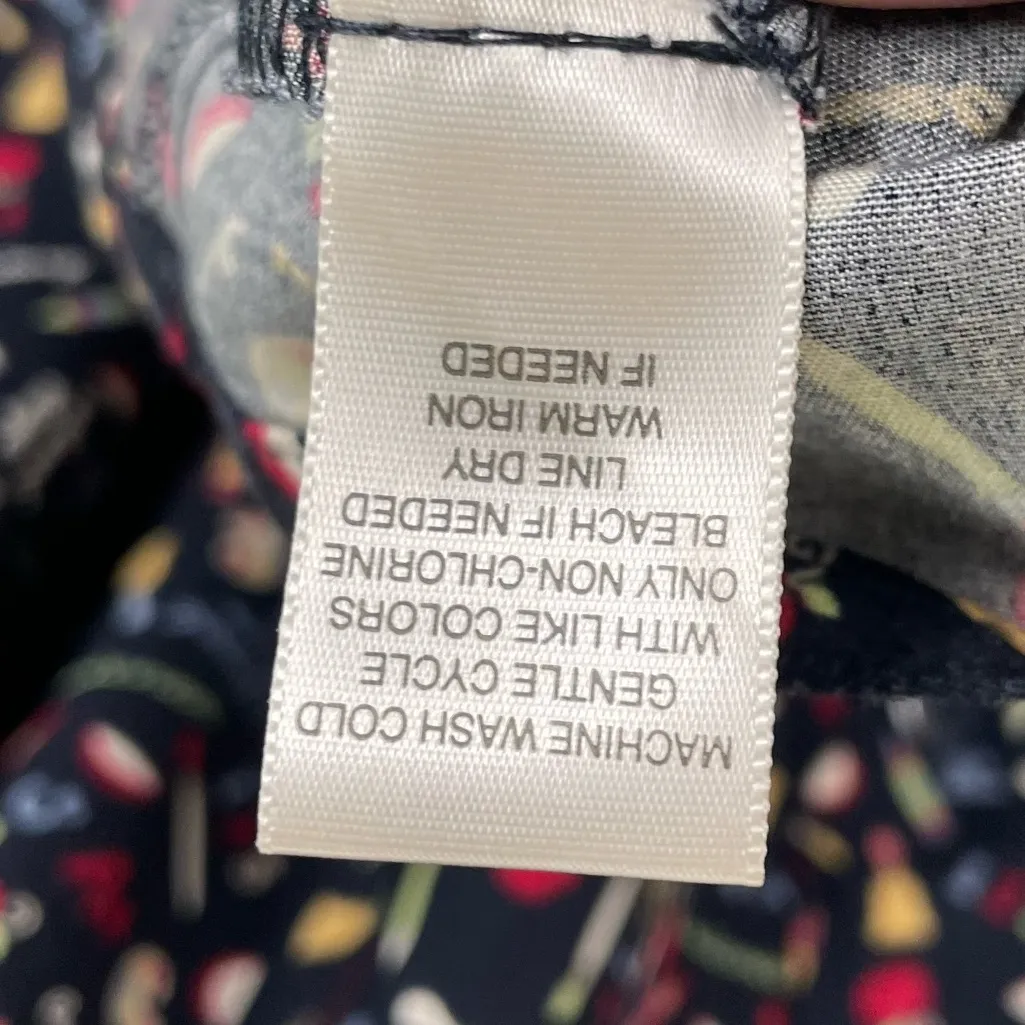 MACHINE WASH COLD
GENTLE CYCLE
WITH LIKE COLORS
ONLY NON-CHLORINE
BLEACH IF NEEDED
LINE DRY
WARM IRON
IF NEEDED